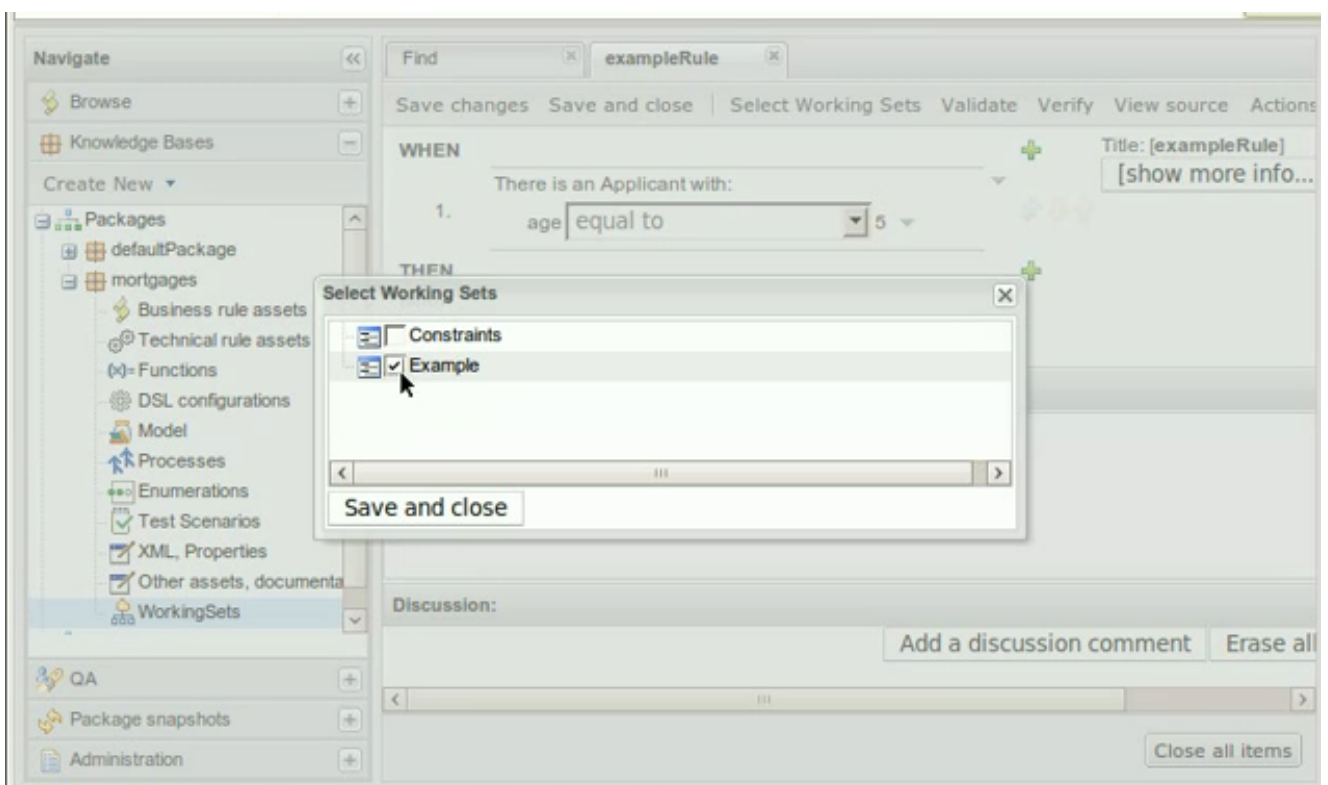 Navigate
Find
exampleRule
Browse
Save changes Save and close Select Working Sets Validate Verify View source Actions
Knowledge Bases
WHEN
Title: [exampleRule]
[show more info...
Create New
There is an Applicant with:
1.
age equal to 5
Packages
defaultPackage
mortgages
THEN
Business rule assets
Technical rule assets
(x)= Functions
DSL configurations
Model
Processes
Enumerations
Test Scenarios
XML, Properties
Other assets, documenta
WorkingSets
Select Working Sets
Constraints
Example
Save and close
Discussion:
Add a discussion comment Erase all
QA
Package snapshots
Administration
Close all items